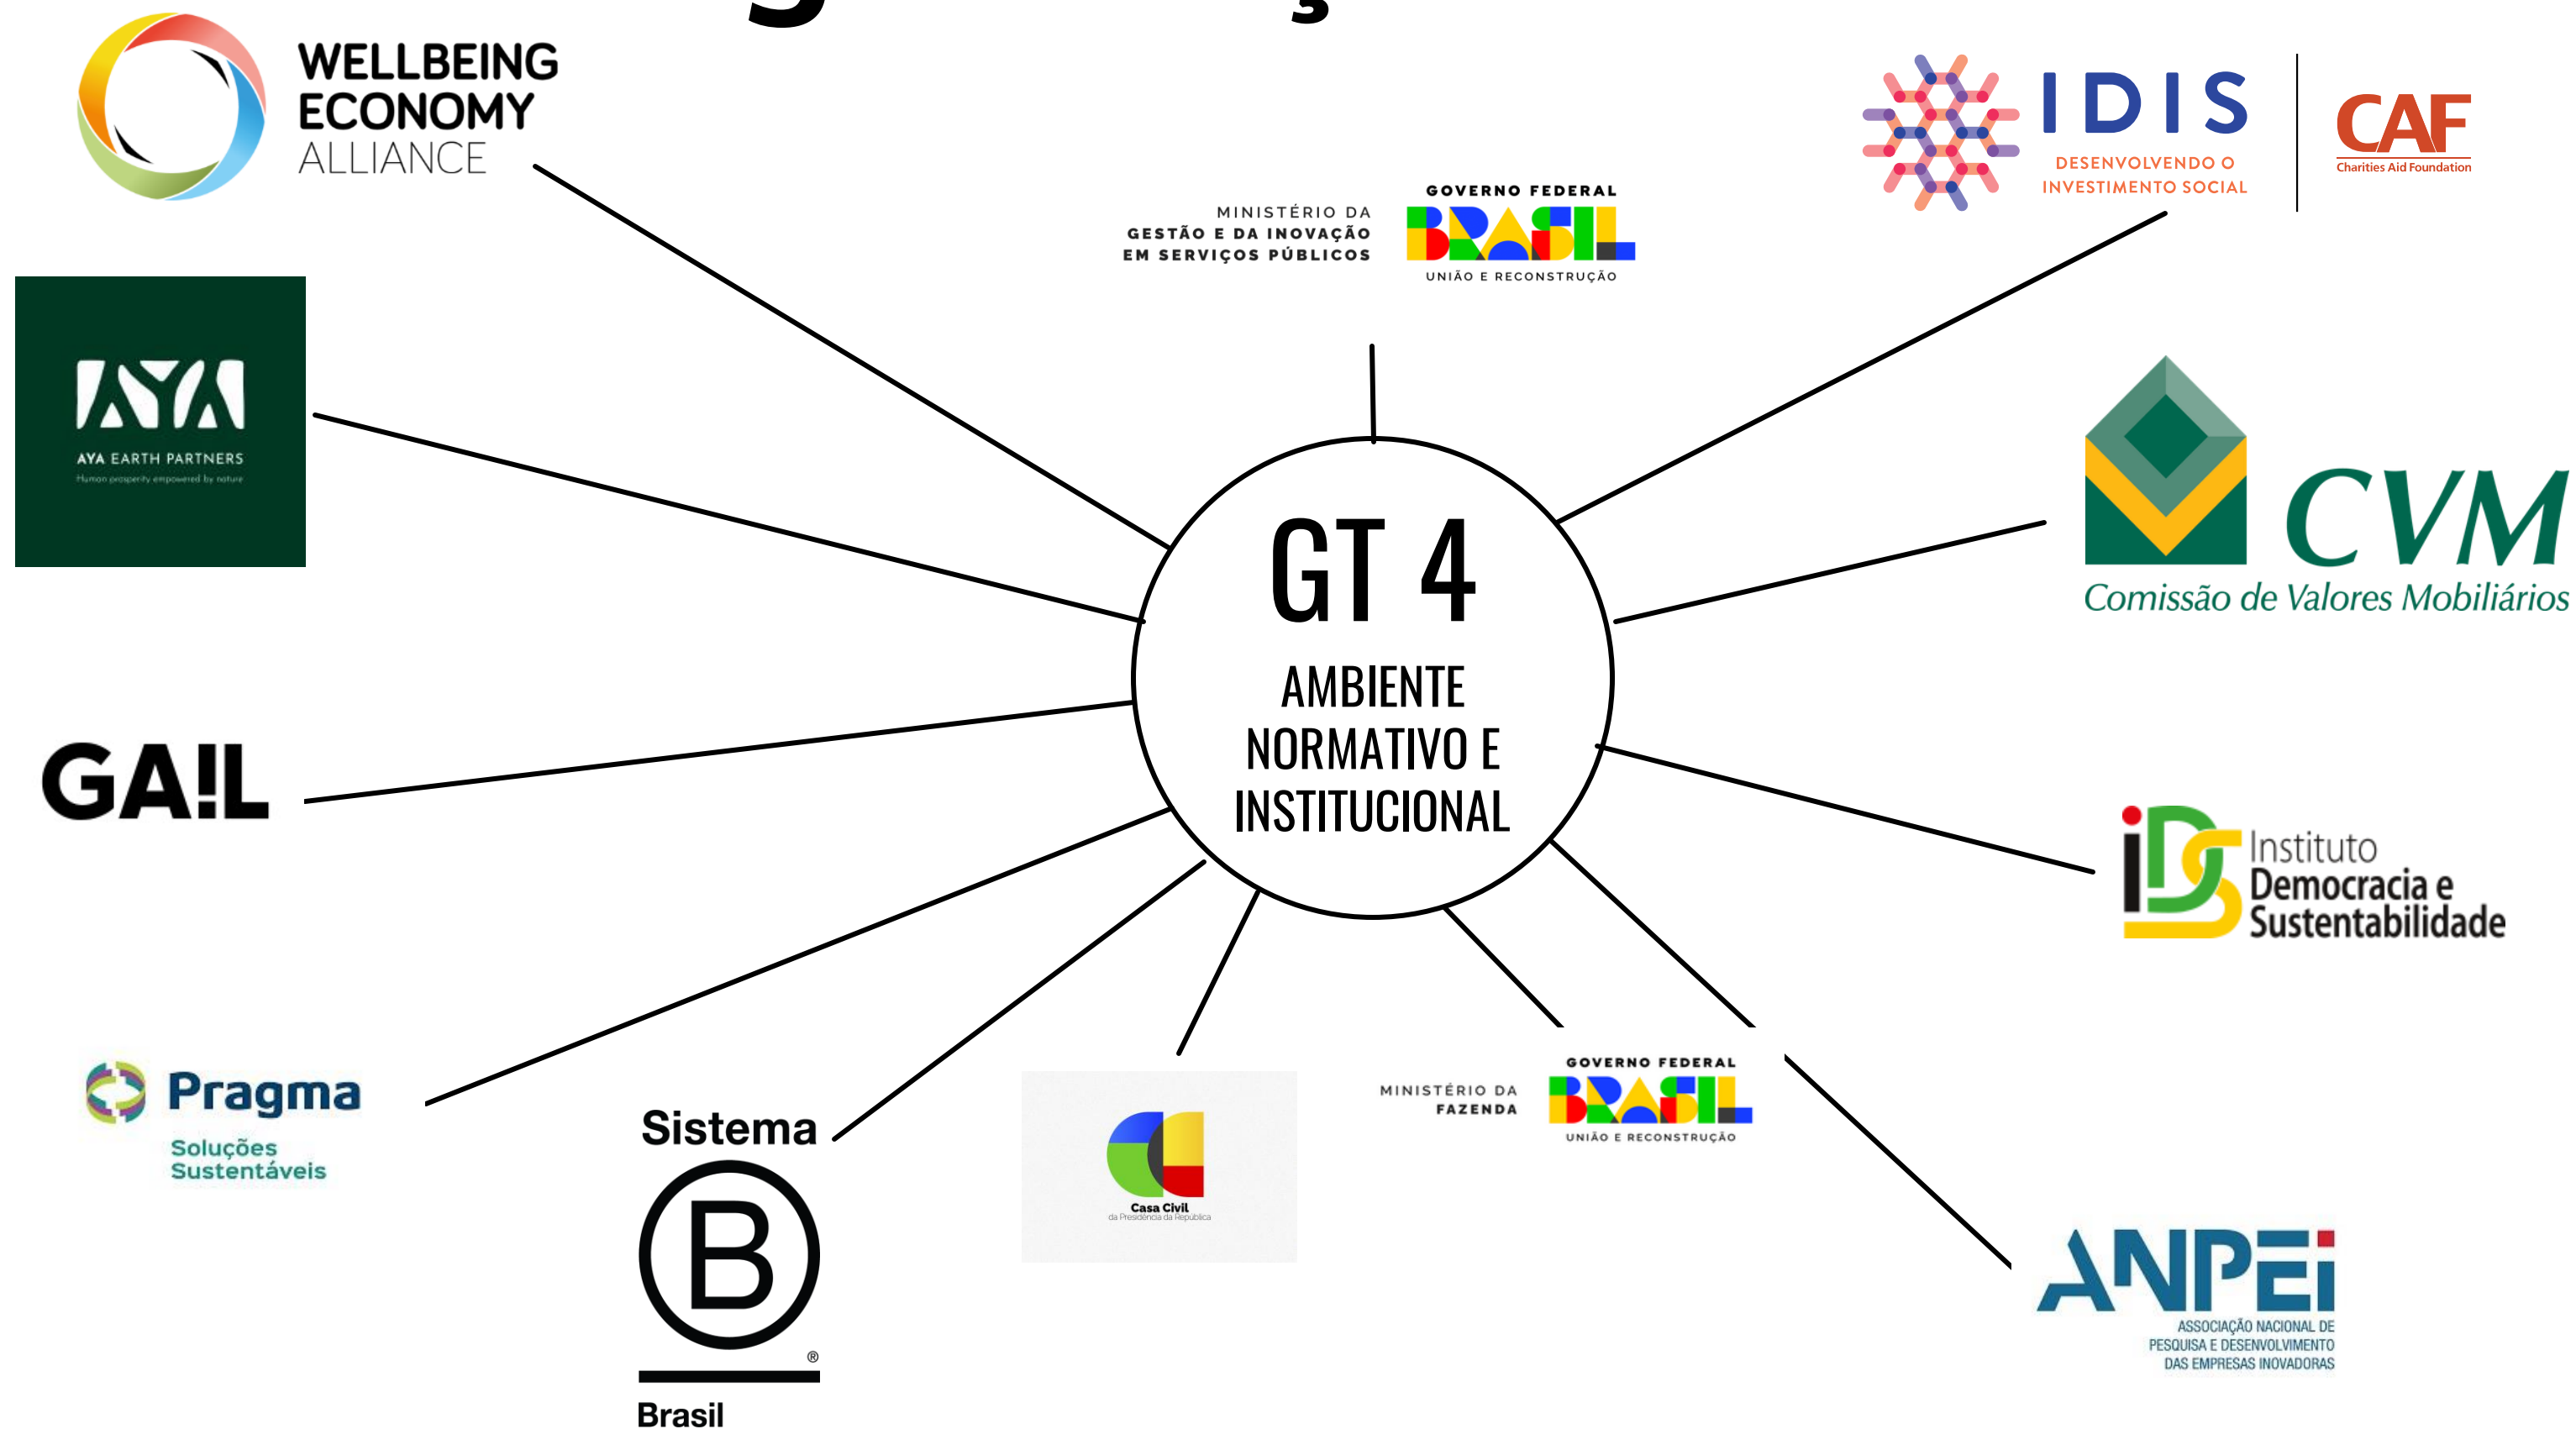 WELLBEING
ECONOMY
ALLIANCE
MINISTÉRIO DA
GESTÃO E DA INOVAÇÃO
EM SERVIÇOS PÚBLICOS
GOVERNO FEDERAL
BRASIL
UNIÃO E RECONSTRUÇÃO
IDIS
DESENVOLVENDO O
INVESTIMENTO SOCIAL
CAF
Charities Aid Foundation
AYA
AYA EARTH PARTNERS
Human prosperity empowered by nature
CVM
Comissão de Valores Mobiliários
GT 4
AMBIENTE
NORMATIVO E
INSTITUCIONAL
GA!L
iDS
Instituto
Democracia e
Sustentabilidade
Pragma
Soluções
Sustentáveis
Sistema
B
®
Brasil
Casa Civil
da Presidência da República
MINISTÉRIO DA
FAZENDA
GOVERNO FEDERAL
BRASIL
UNIÃO E RECONSTRUÇÃO
ANPEi
ASSOCIAÇÃO NACIONAL DE
PESQUISA E DESENVOLVIMENTO
DAS EMPRESAS INOVADORAS